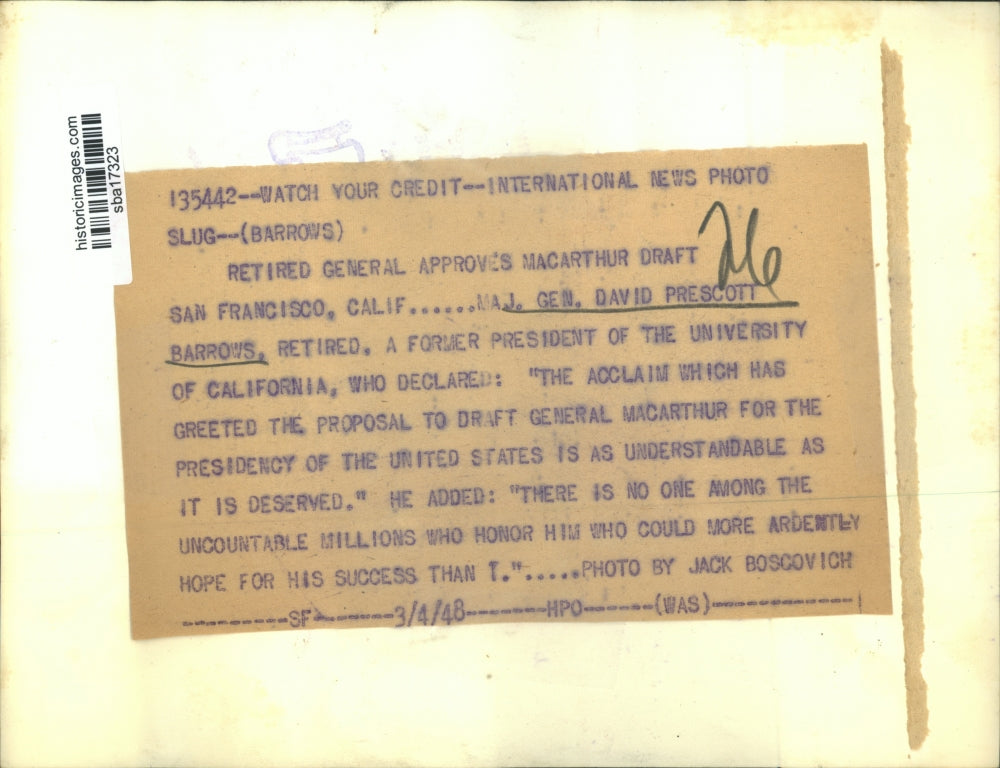 historicimages.com
sba17323
135442--WATCH YOUR CREDIT--INTERNATIONAL NEWS PHOTO
SLUG--(BARROWS)
26
RETIRED GENERAL APPROVES MACARTHUR DRAFT
SAN FRANCISCO, CALIF......MAJ. GEN. DAVID PRESCOTT
BARROWS, RETIRED, A FORMER PRESIDENT OF THE UNIVERSITY
OF CALIFORNIA, WHO DECLARED: "THE ACCLAIM WHICH HAS
GREETED THE PROPOSAL TO DRAFT GENERAL MACARTHUR FOR THE
PRESIDENCY OF THE UNITED STATES IS AS UNDERSTANDABLE AS
IT IS DESERVED." HE ADDED: "THERE IS NO ONE AMONG THE
UNCOUNTABLE MILLIONS WHO HONOR HIM WHO COULD MORE ARDENTLY
HOPE FOR HIS SUCCESS THAN I.".....PHOTO BY JACK BOSCOVICH
---------SF-------3/4/48-------HPO------(WAS)------------